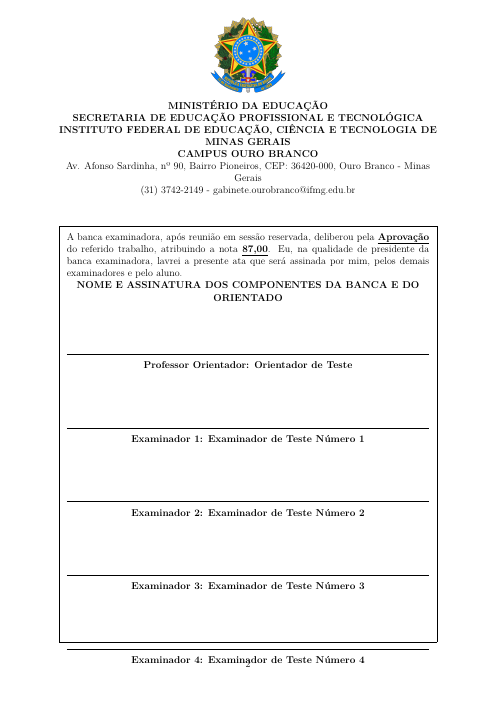 MINISTÉRIO DA EDUCAÇÃO
SECRETARIA DE EDUCAÇÃO PROFISSIONAL E TECNOLÓGICA
INSTITUTO FEDERAL DE EDUCAÇÃO, CIÊNCIA E TECNOLOGIA DE
MINAS GERAIS
CAMPUS OURO BRANCO
Av. Afonso Sardinha, nº 90, Bairro Pioneiros, CEP: 36420-000, Ouro Branco - Minas
Gerais
(31) 3742-2149 - gabinete.ourobranco@ifmg.edu.br
A banca examinadora, após reunião em sessão reservada, deliberou pela Aprovação
do referido trabalho, atribuindo a nota 87,00. Eu, na qualidade de presidente da
banca examinadora, lavrei a presente ata que será assinada por mim, pelos demais
examinadores e pelo aluno.
NOME E ASSINATURA DOS COMPONENTES DA BANCA E DO
ORIENTADO
Professor Orientador: Orientador de Teste
Examinador 1: Examinador de Teste Número 1
Examinador 2: Examinador de Teste Número 2
Examinador 3: Examinador de Teste Número 3
Examinador 4: Examinador de Teste Número 4
2